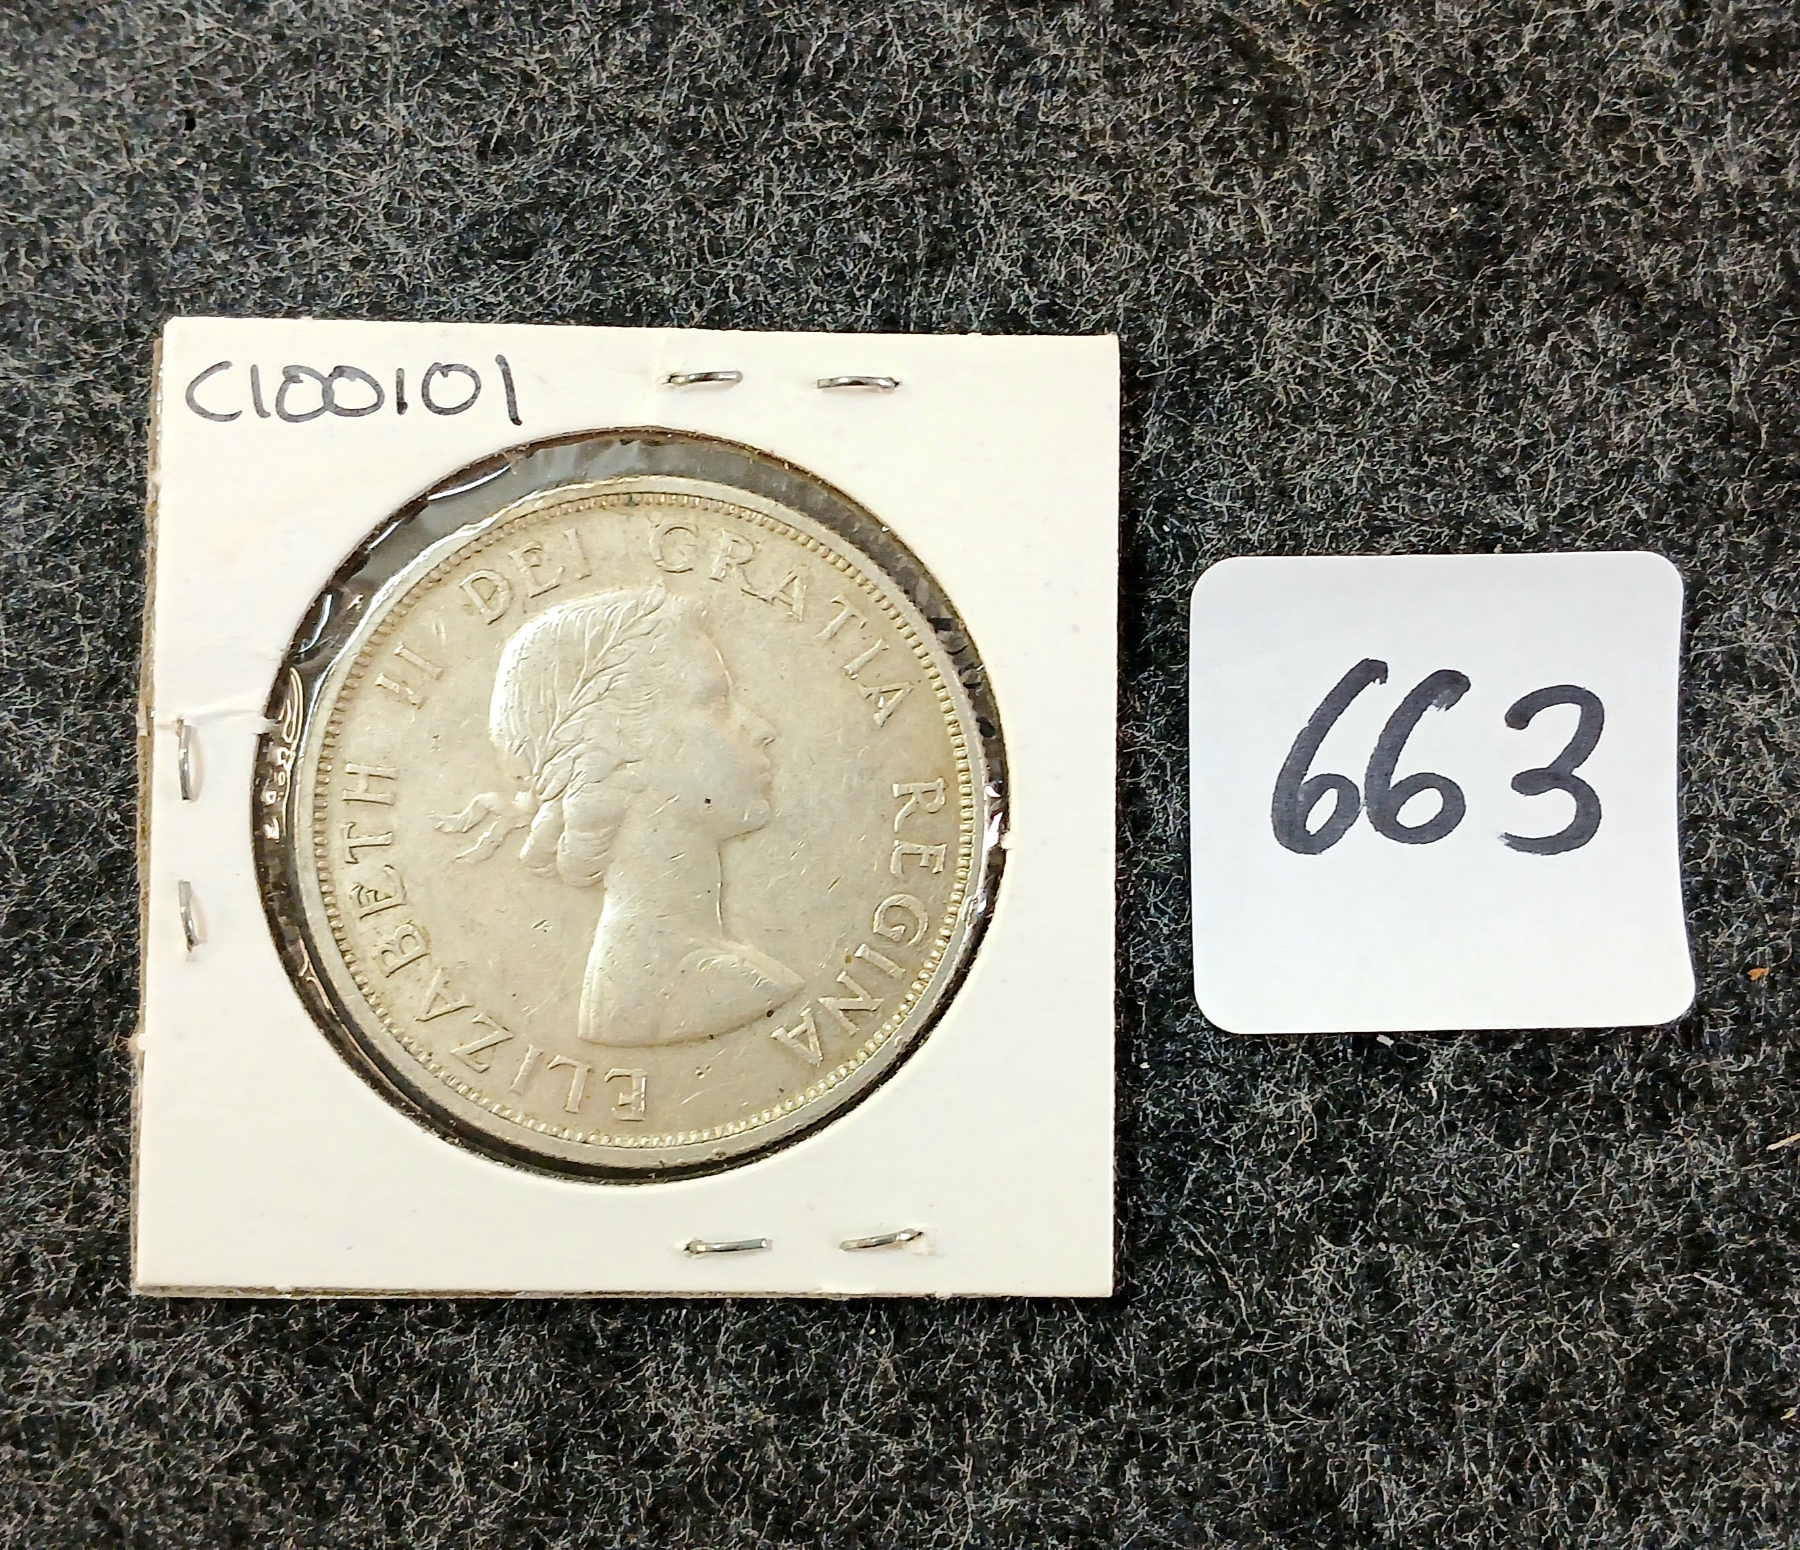 C100101
ELIZABETH II DEI GRATIA REGINA
663